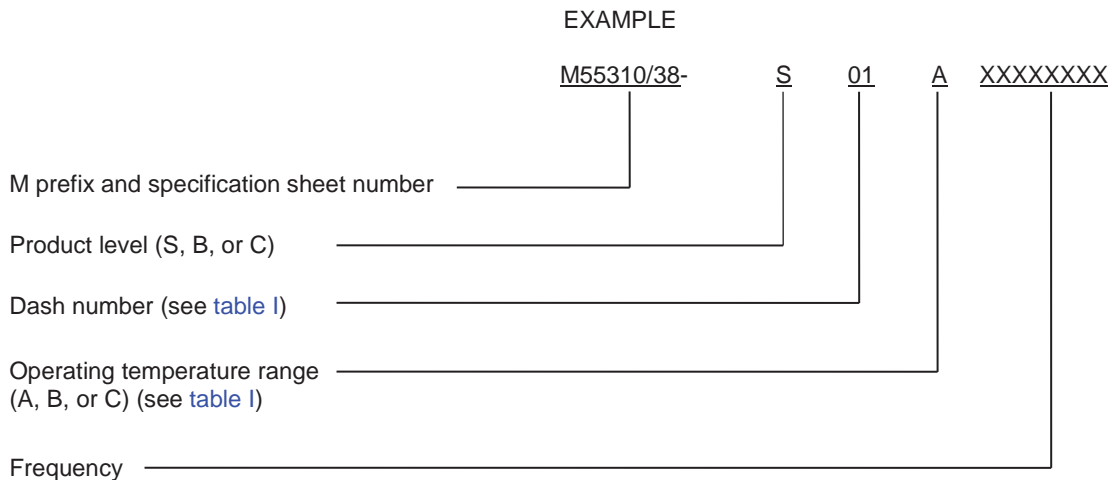 EXAMPLE
M55310/38- S 01 A XXXXXXXX
M prefix and specification sheet number
Product level (S, B, or C)
Dash number (see table I)
Operating temperature range
(A, B, or C) (see table I)
Frequency